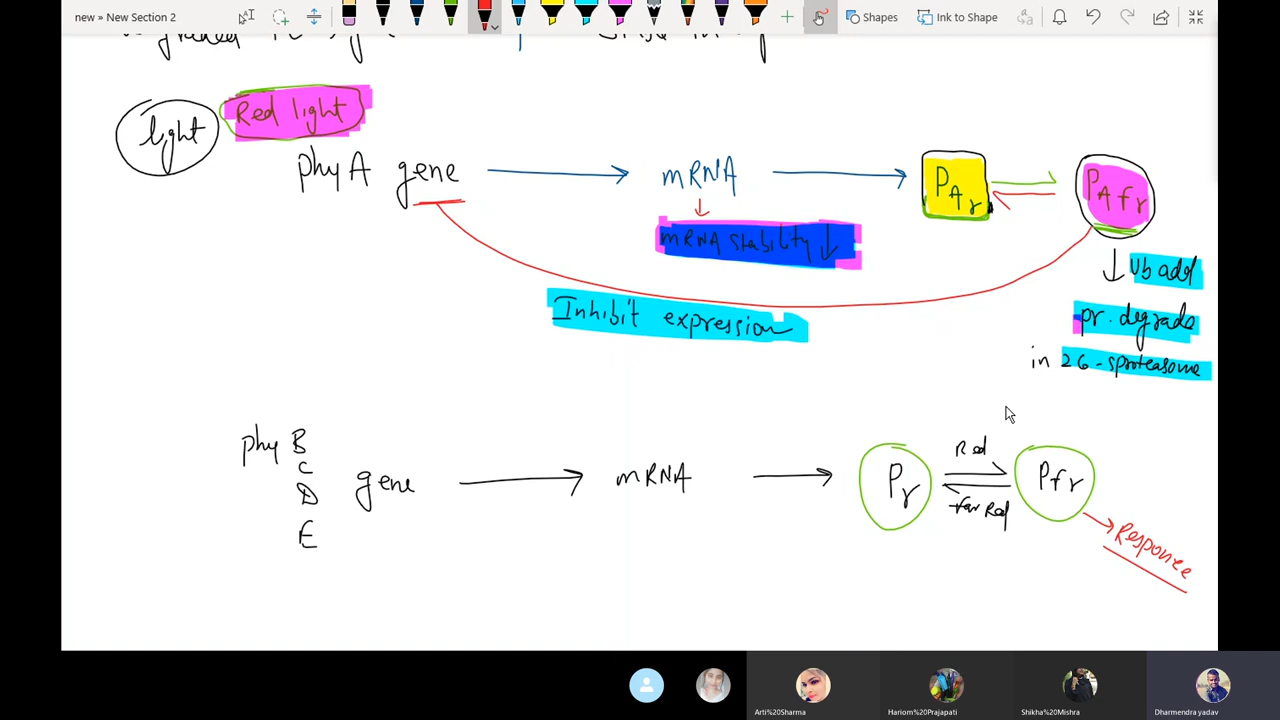 new » New Section 2
Shapes
Ink to Shape
light
Red light
phyA gene
mRNA
PAr
PAfr
mRNA stability ↓
Ub add
Inhibit expression
pr. degrade
in 26-sproteasome
phy B
C
D
E
gene
mRNA
Pr
Red
far Red
Pfr
Response
Arti%20Sharma
Hariom%20Prajapati
Shikha%20Mishra
Dharmendra yadav